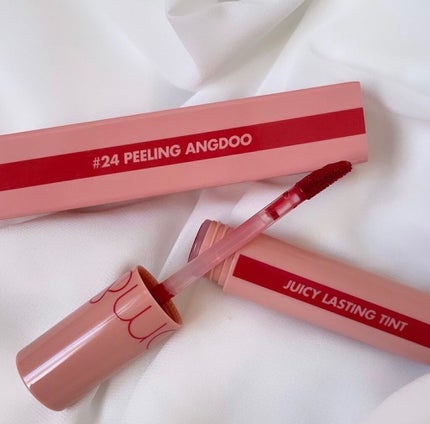 #24 PEELING ANGDOO
JUICY LASTING TINT